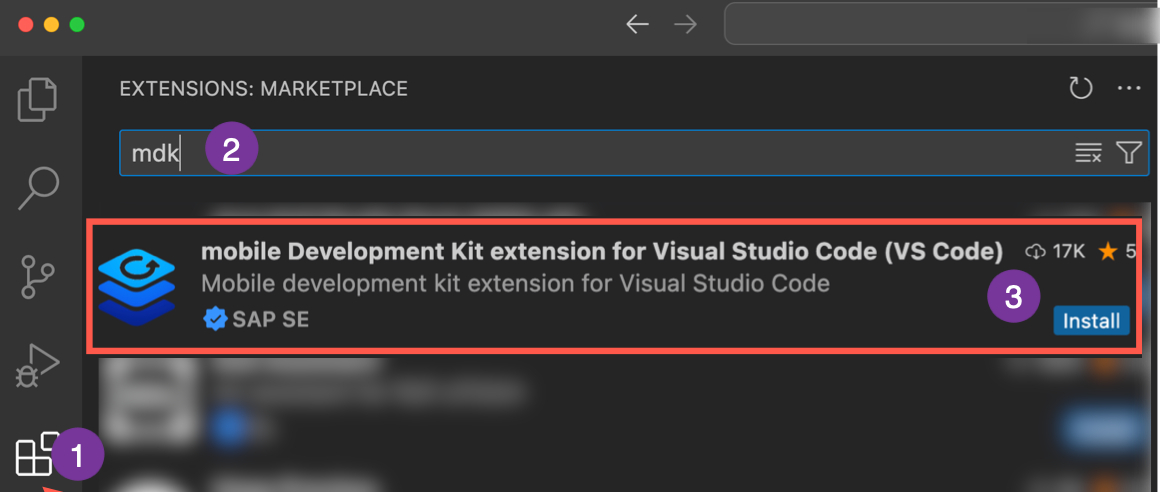 EXTENSIONS: MARKETPLACE
mdk
2
mobile Development Kit extension for Visual Studio Code (VS Code) 17K 5
Mobile development kit extension for Visual Studio Code
3
SAP SE
Install
1